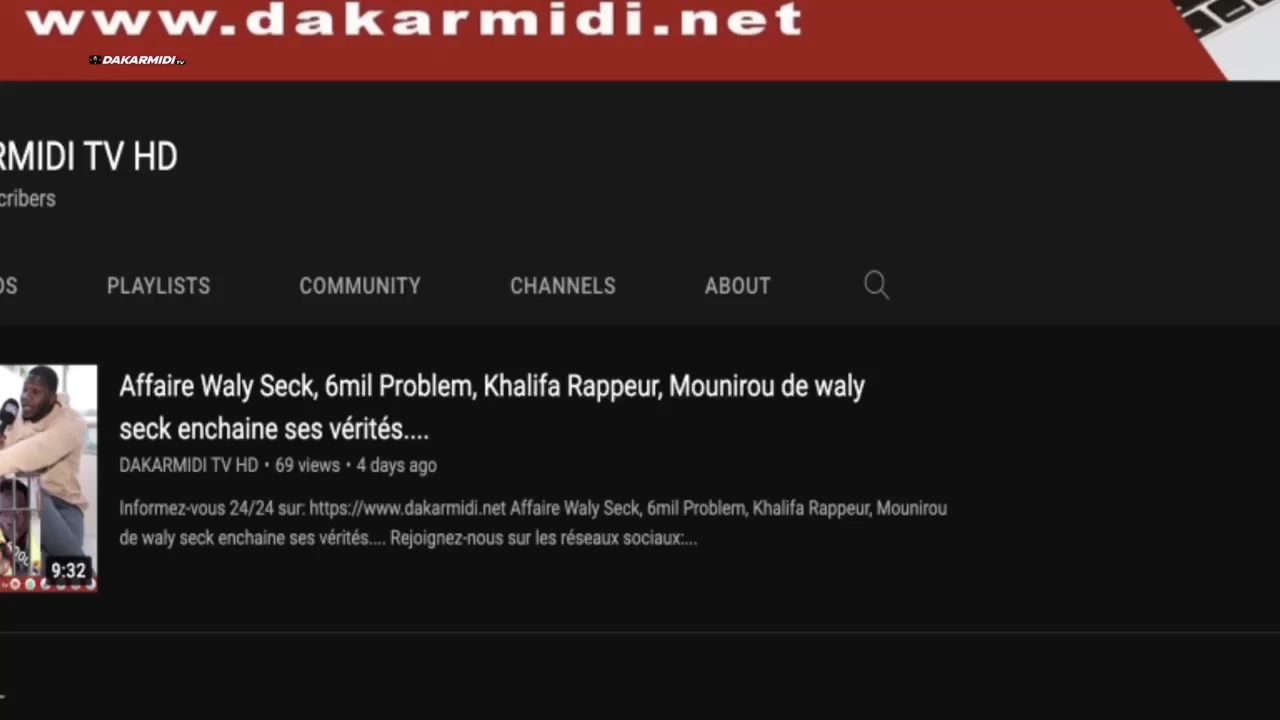 www.dakarmidi.net
DAKARMIDI TV
RMIDI TV HD
cribers
OS
PLAYLISTS
COMMUNITY
CHANNELS
ABOUT
Affaire Waly Seck, 6mil Problem, Khalifa Rappeur, Mounirou de waly
seck enchaine ses vérités....
DAKARMIDI TV HD • 69 views • 4 days ago
Informez-vous 24/24 sur: https://www.dakarmidi.net Affaire Waly Seck, 6mil Problem, Khalifa Rappeur, Mounirou
de waly seck enchaine ses vérités.... Rejoignez-nous sur les réseaux sociaux:...
9:32